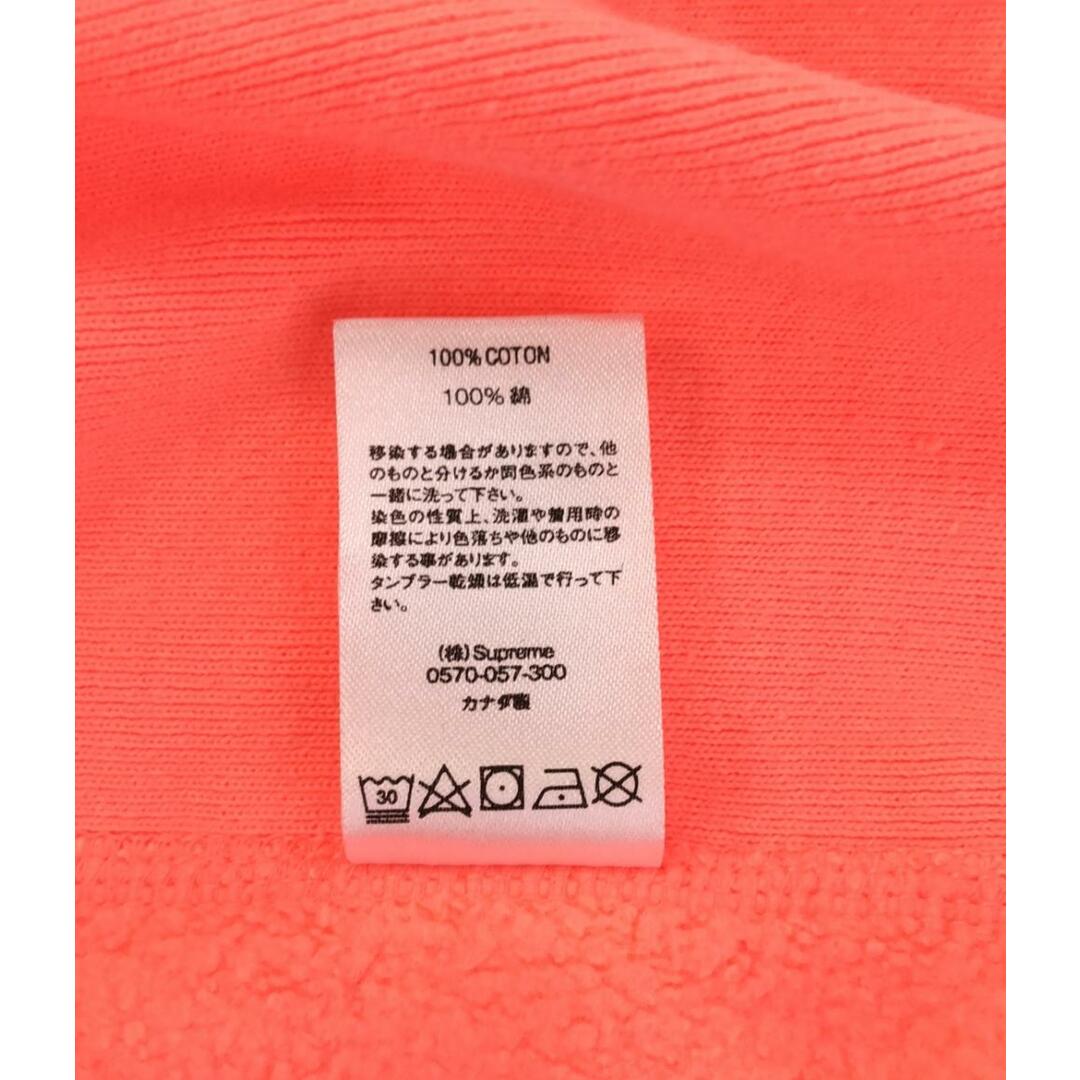 100% COTON
100% 綿
移染する場合がありますので、他
のものと分けるか同色系のものと
一緒に洗って下さい。
染色の性質上、洗濯や着用時の
摩擦により色落ちや他のものに移
染する事があります。
タンブラー乾燥は低温で行って下
さい。
(株)Supreme
0570-057-300
カナダ製
30